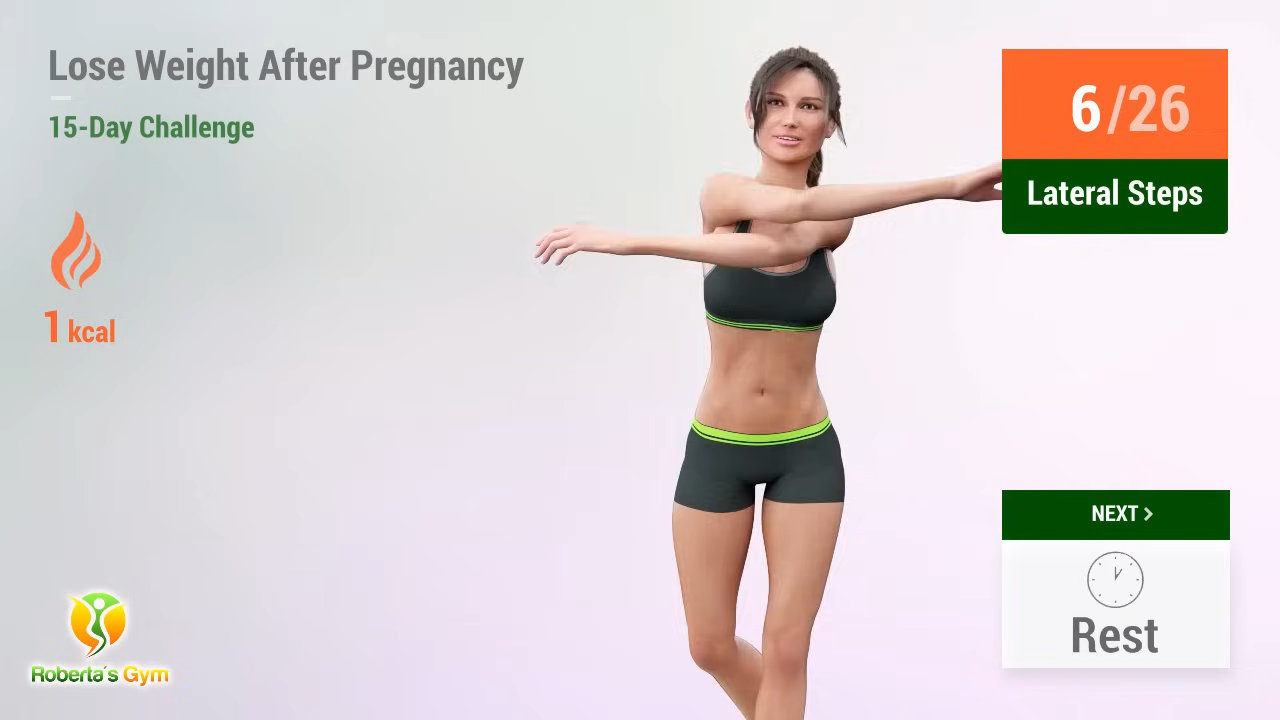 Lose Weight After Pregnancy
15-Day Challenge
6/26
Lateral Steps
1 kcal
NEXT >
Rest
Roberta´s Gym